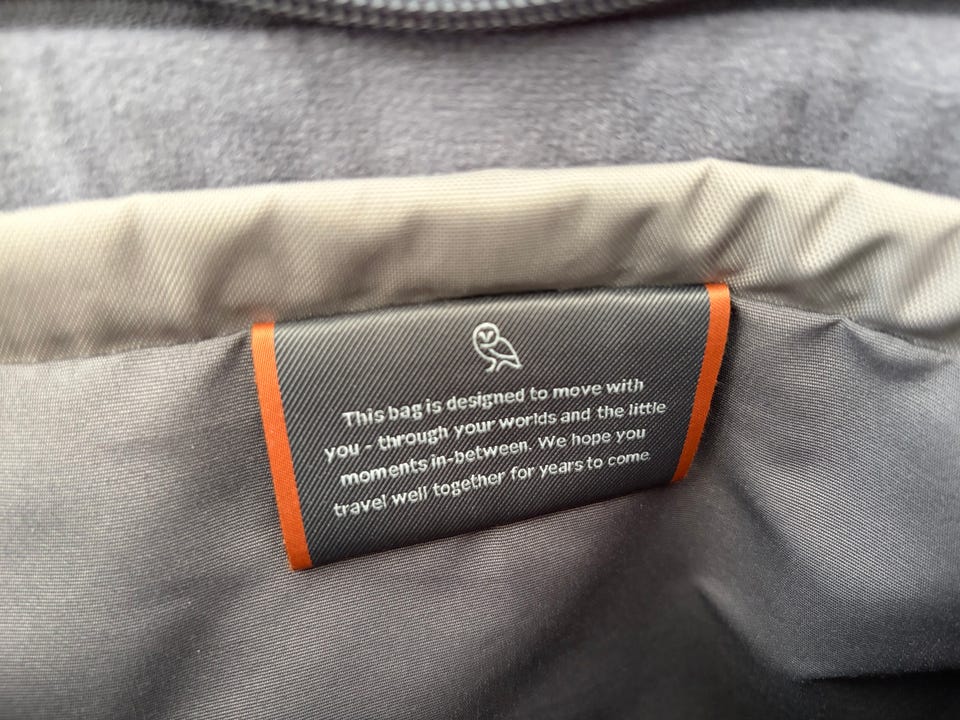 This bag is designed to move with
you - through your worlds and the little
moments in-between. We hope you
travel well together for years to come